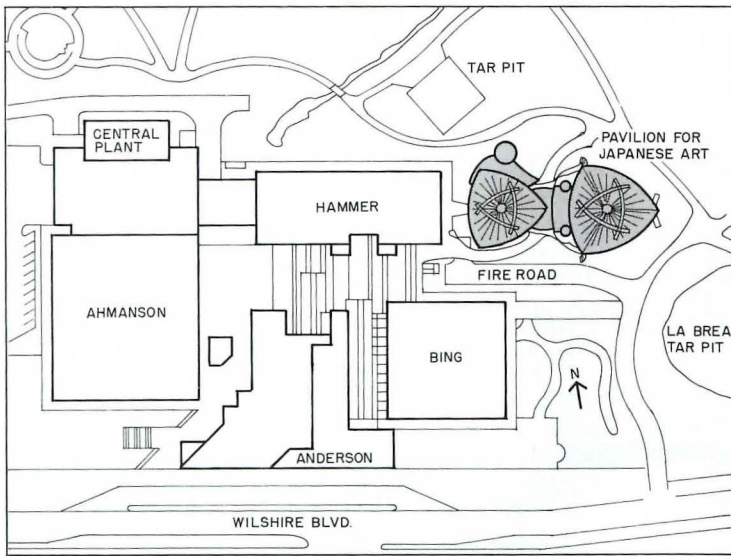 TAR PIT
CENTRAL
PLANT
PAVILION FOR
JAPANESE ART
HAMMER
FIRE ROAD
AHMANSON
LA BREA
TAR PIT
BING
N
ANDERSON
WILSHIRE BLVD.